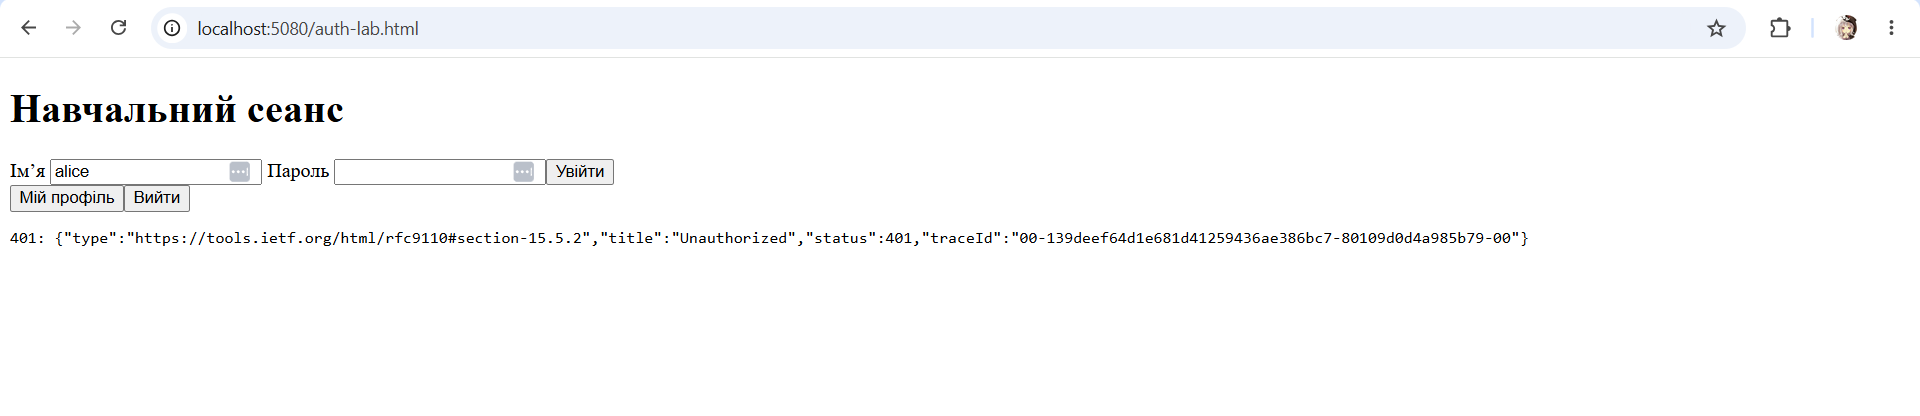 localhost:5080/auth-lab.html
Навчальний сеанс
Ім’я alice Пароль Увійти
Мій профіль Вийти
401: {"type":"https://tools.ietf.org/html/rfc9110#section-15.5.2","title":"Unauthorized","status":401,"traceId":"00-139deef64d1e681d41259436ae386bc7-80109d0d4a985b79-00"}